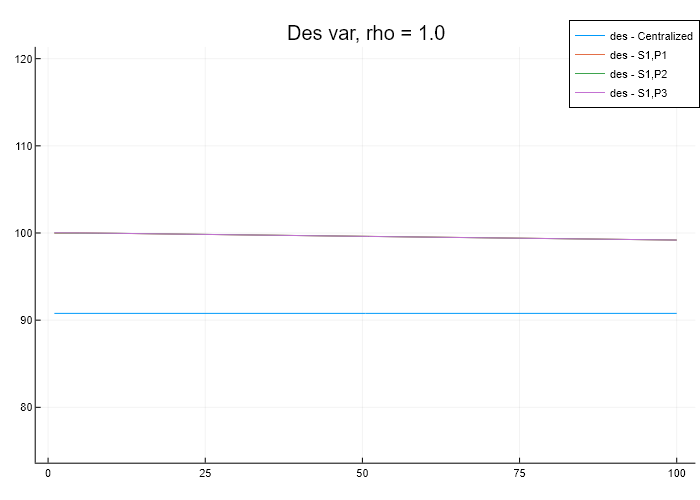 Des var, rho = 1.0
des - Centralized
des - S1,P1
des - S1,P2
des - S1,P3
120
110
100
90
80
0 25 50 75 100